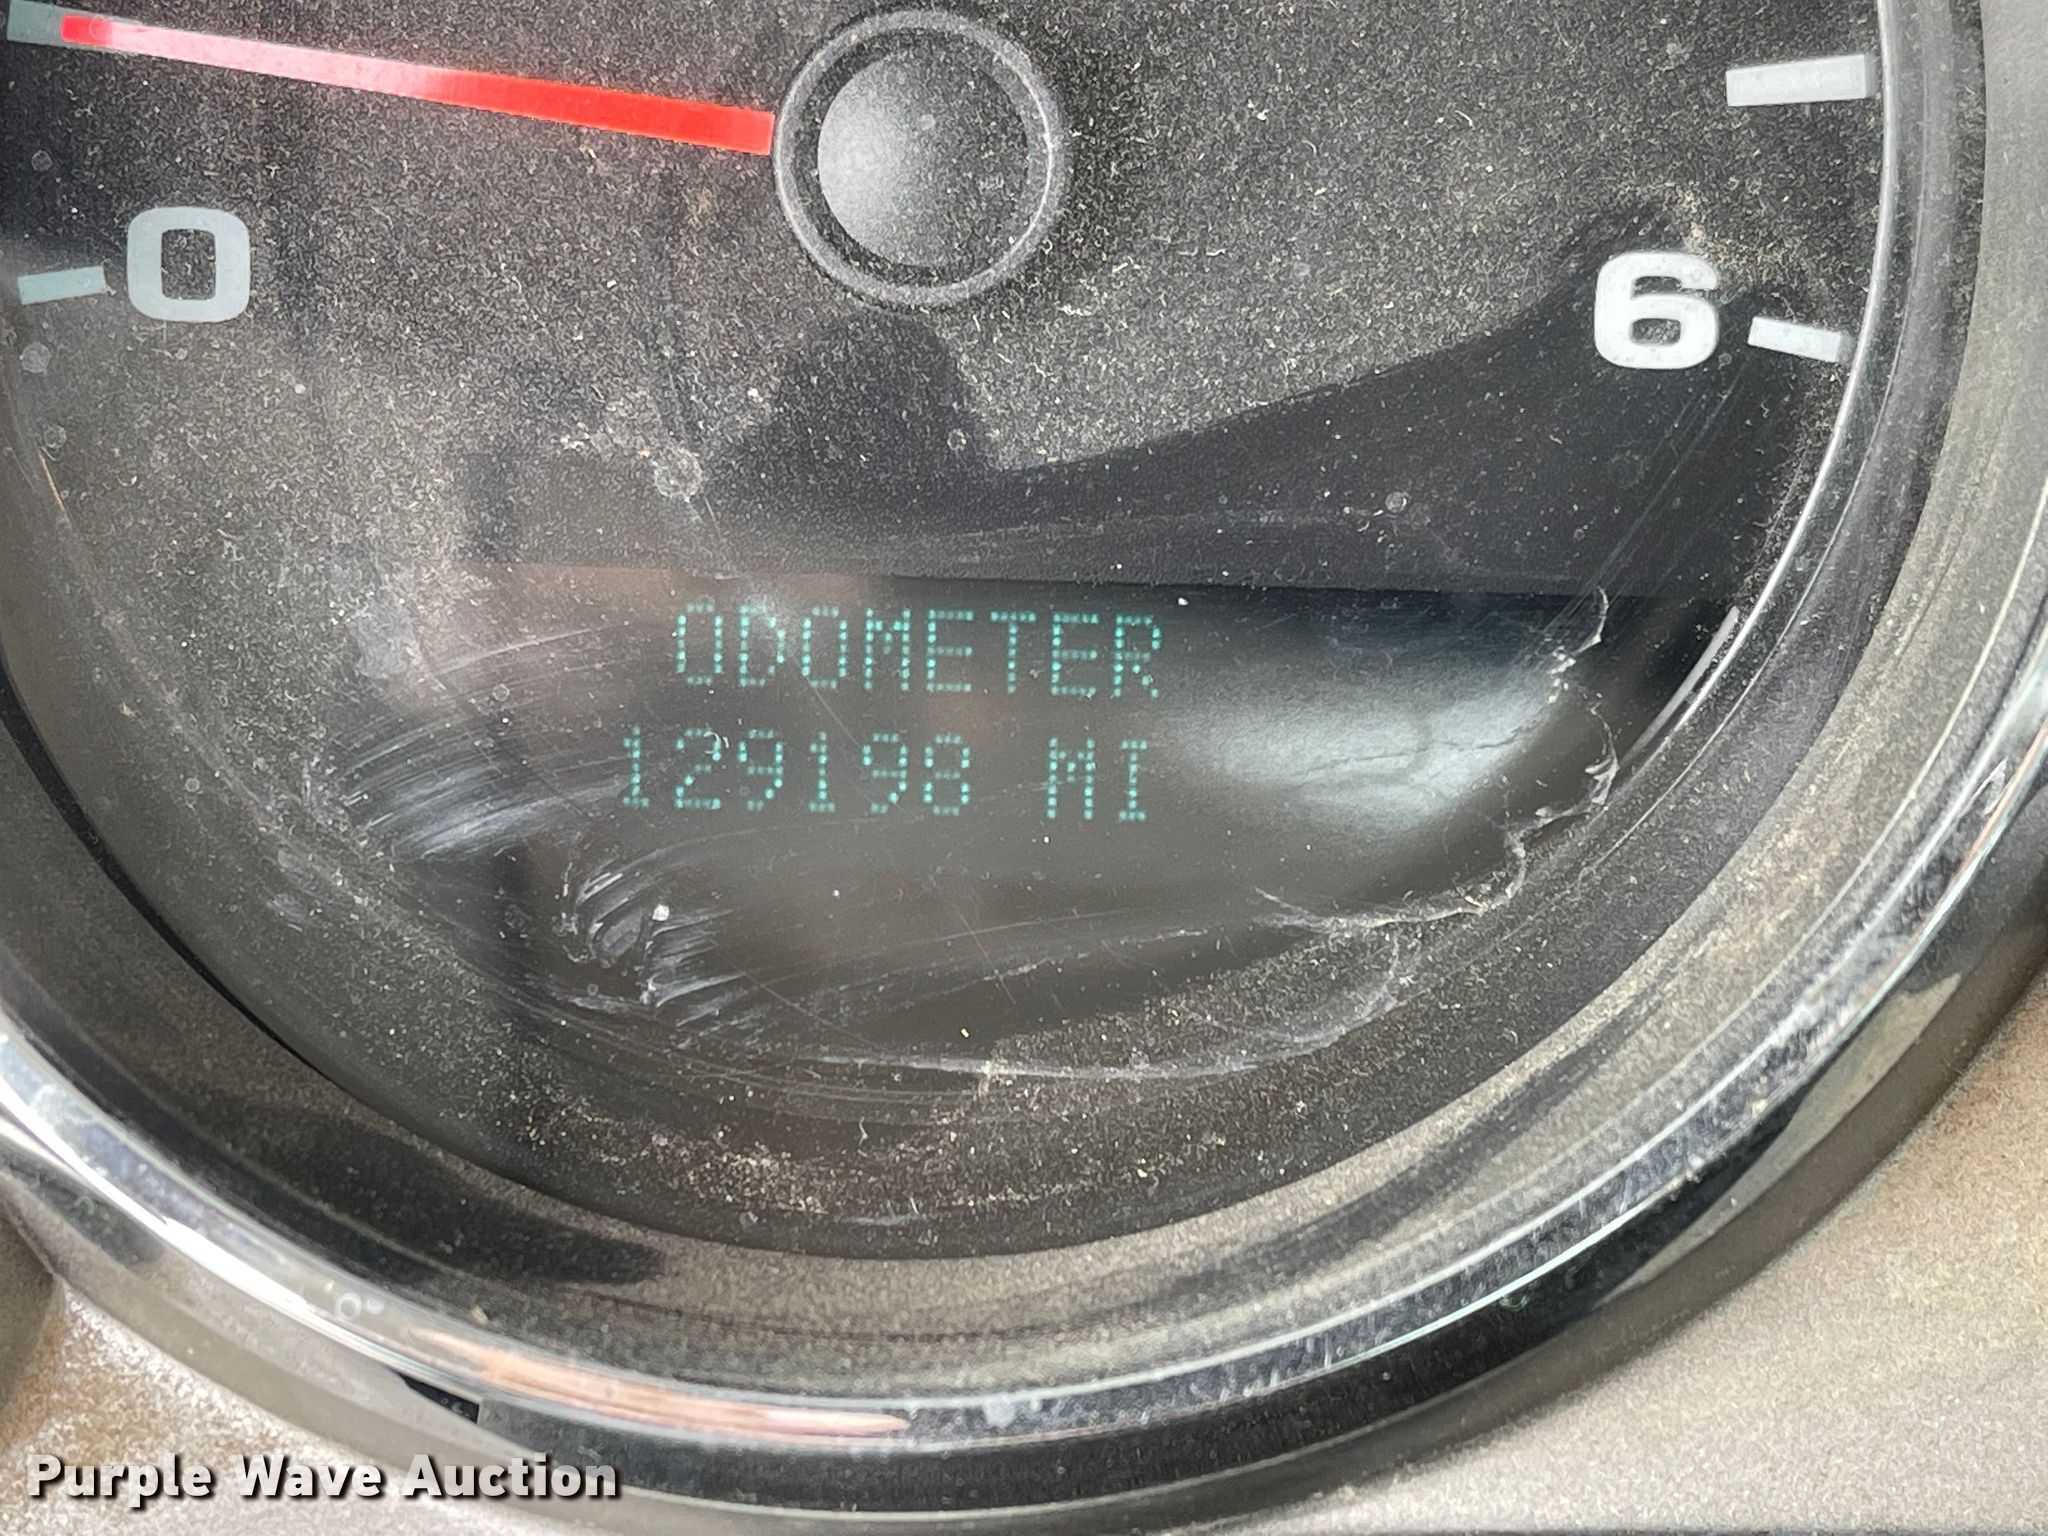 0
6
ODOMETER
129198 MI
Purple Wave Auction